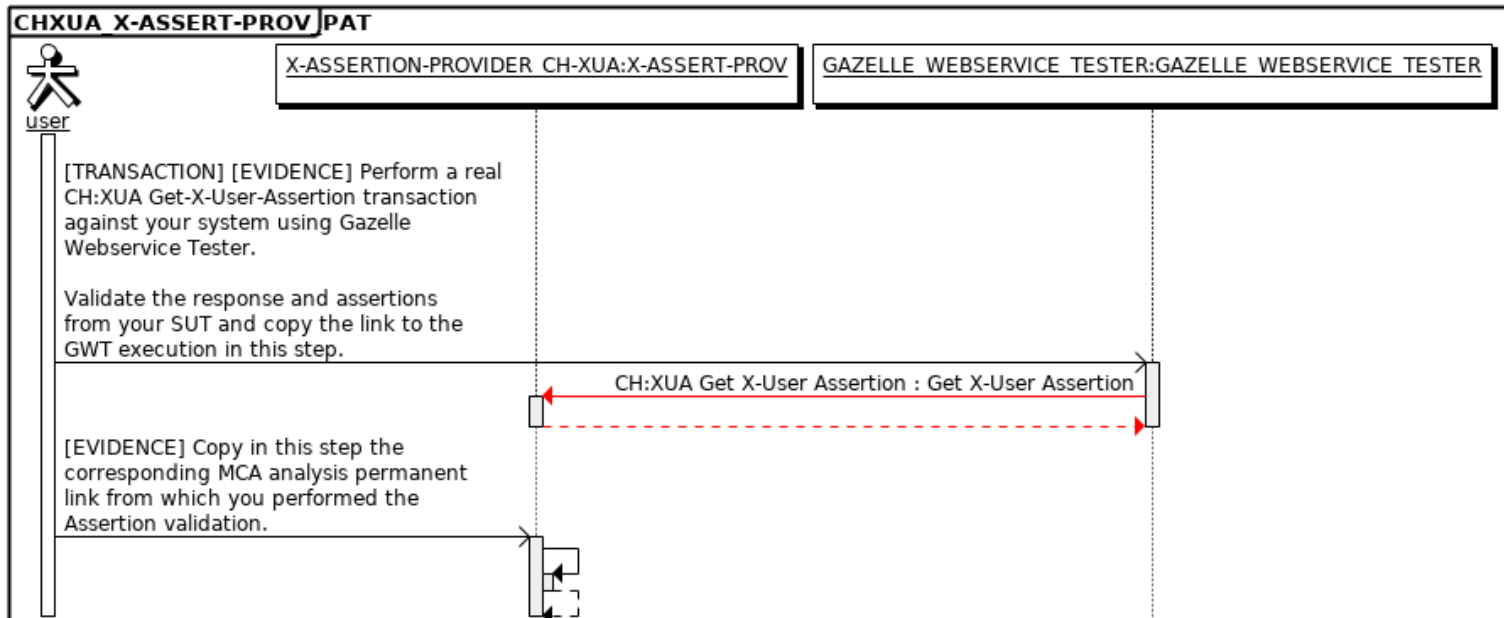 CHXUA_X-ASSERT-PROV_PAT
X-ASSERTION-PROVIDER_CH-XUA:X-ASSERT-PROV
GAZELLE_WEBSERVICE_TESTER:GAZELLE_WEBSERVICE_TESTER
user
[TRANSACTION] [EVIDENCE] Perform a real
CH:XUA Get-X-User-Assertion transaction
against your system using Gazelle
Webservice Tester.
Validate the response and assertions
from your SUT and copy the link to the
GWT execution in this step.
CH:XUA Get X-User Assertion : Get X-User Assertion
[EVIDENCE] Copy in this step the
corresponding MCA analysis permanent
link from which you performed the
Assertion validation.